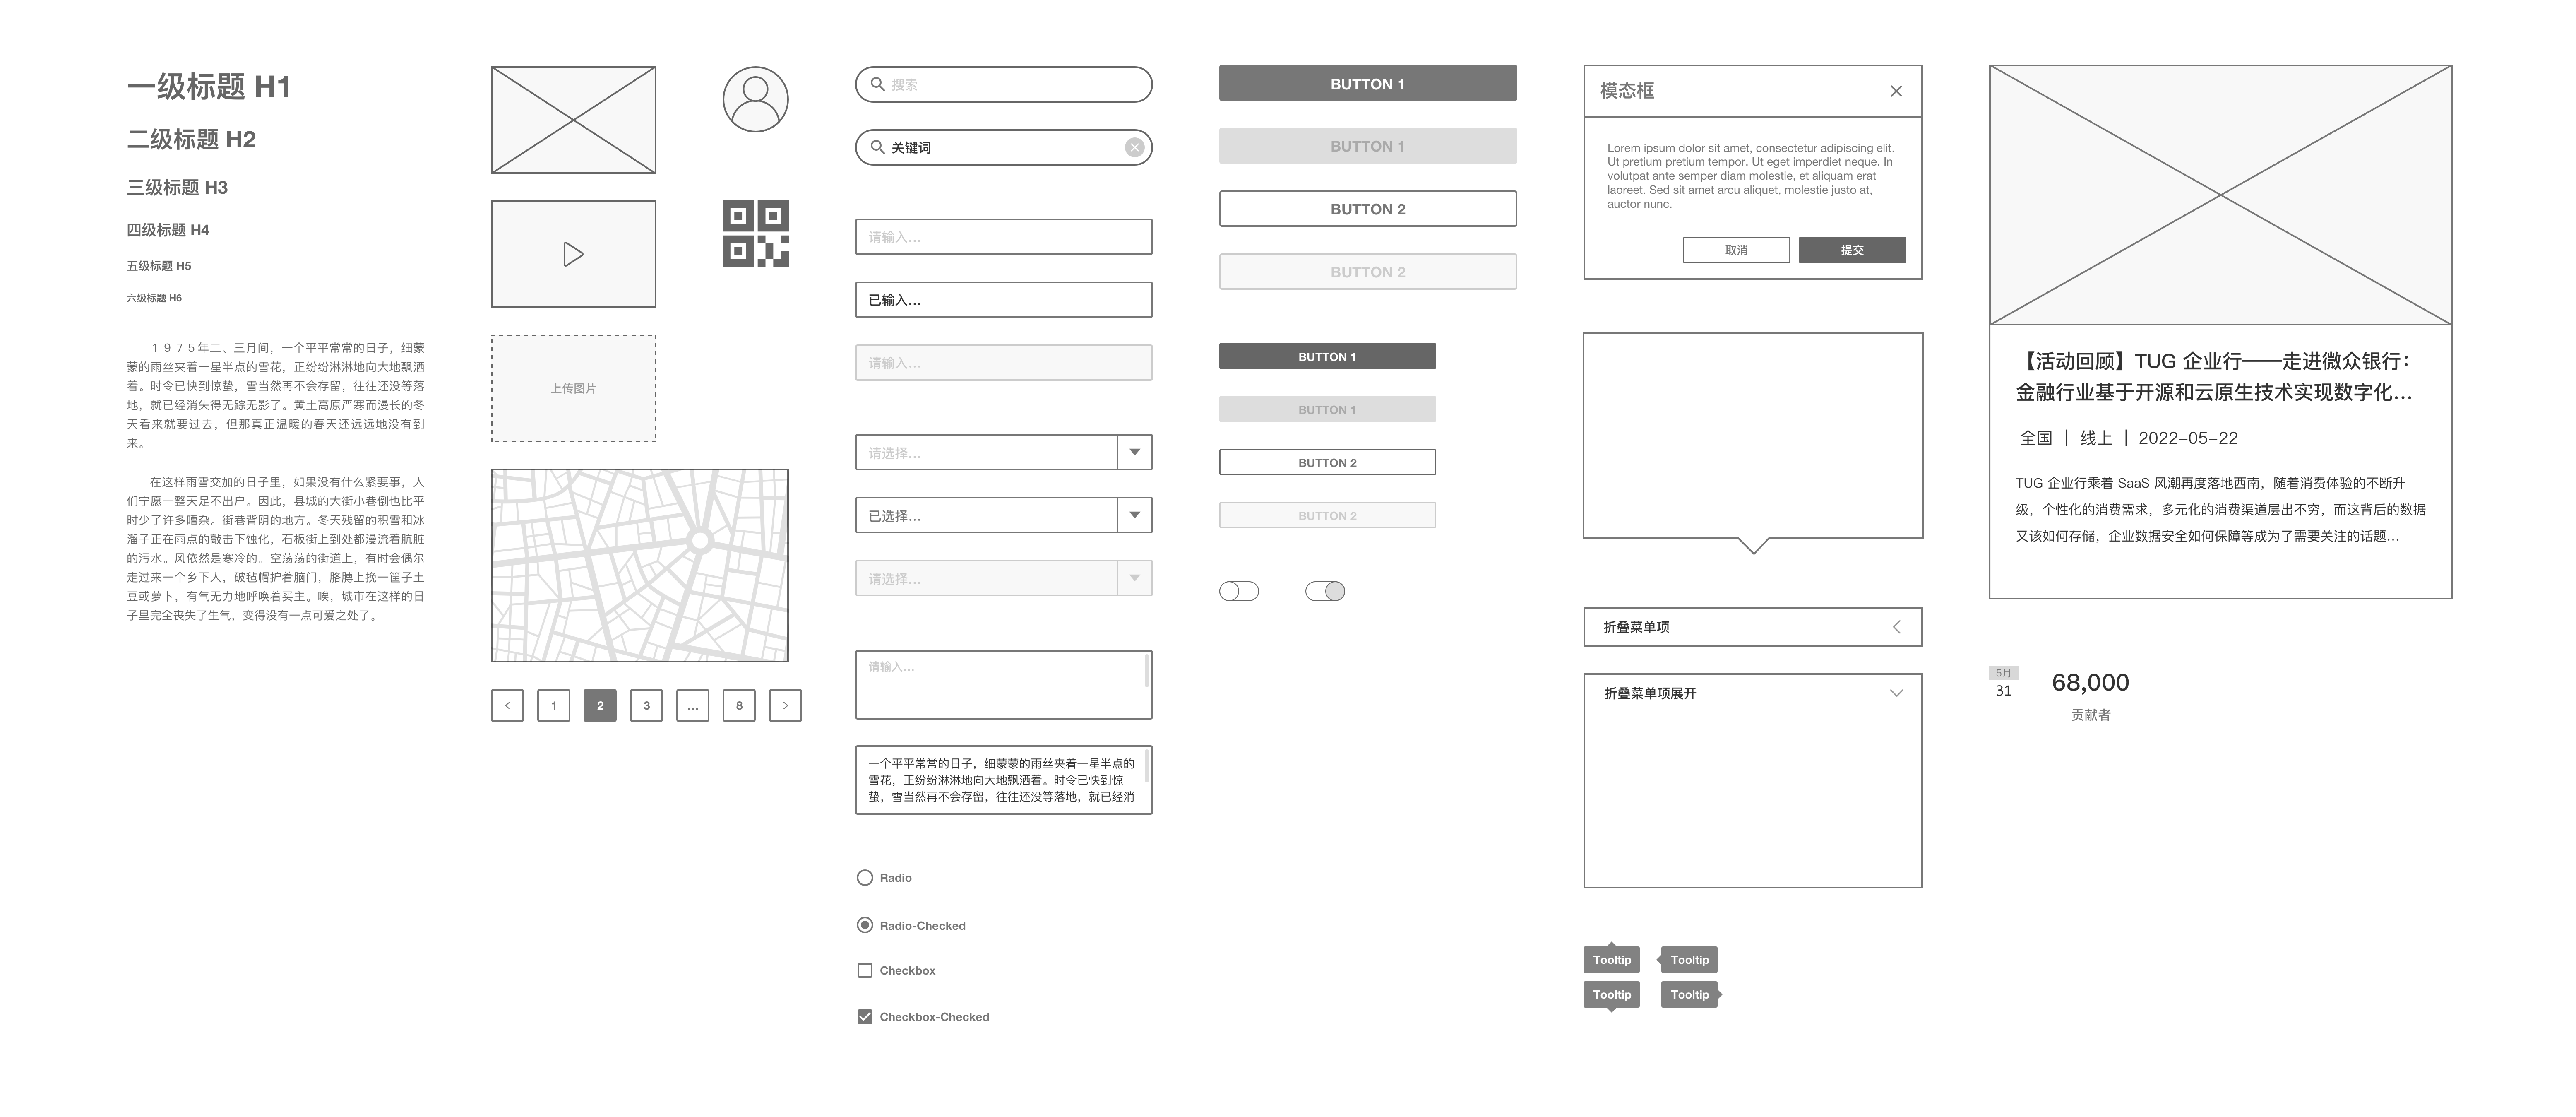 一级标题 H1
二级标题 H2
三级标题 H3
四级标题 H4
五级标题 H5
六级标题 H6
１９７５年二、三月间，一个平平常常的日子，细蒙
蒙的雨丝夹着一星半点的雪花，正纷纷淋淋地向大地飘洒
着。时令已快到惊蛰，雪当然再不会存留，往往还没等落
地，就已经消失得无踪无影了。黄土高原严寒而漫长的冬
天看来就要过去，但那真正温暖的春天还远远地没有到
来。
在这样雨雪交加的日子里，如果没有什么紧要事，人
们宁愿一整天足不出户。因此，县城的大街小巷倒也比平
时少了许多嘈杂。街巷背阴的地方。冬天残留的积雪和冰
溜子正在雨点的敲击下蚀化，石板街上到处都漫流着肮脏
的污水。风依然是寒冷的。空荡荡的街道上，有时会偶尔
走过来一个乡下人，破毡帽护着脑门，胳膊上挽一筐子土
豆或萝卜，有气无力地呼唤着买主。唉，城市在这样的日
子里完全丧失了生气，变得没有一点可爱之处了。
上传图片
< 1 2 3 ... 8 >
搜索
关键词
请输入...
已输入...
请输入...
请选择...
已选择...
请选择...
请输入...
一个平平常常的日子，细蒙蒙的雨丝夹着一星半点的
雪花，正纷纷淋淋地向大地飘洒着。时令已快到惊
蛰，雪当然再不会存留，往往还没等落地，就已经消
Radio
Radio-Checked
Checkbox
Checkbox-Checked
BUTTON 1
BUTTON 1
BUTTON 2
BUTTON 2
BUTTON 1
BUTTON 1
BUTTON 2
BUTTON 2
模态框
Lorem ipsum dolor sit amet, consectetur adipiscing elit.
Ut pretium pretium tempor. Ut eget imperdiet neque. In
volutpat ante semper diam molestie, et aliquam erat
laoreet. Sed sit amet arcu aliquet, molestie justo at,
auctor nunc.
取消 提交
折叠菜单项
折叠菜单项展开
Tooltip Tooltip
Tooltip Tooltip
【活动回顾】TUG 企业行——走进微众银行：
金融行业基于开源和云原生技术实现数字化...
全国 ｜ 线上 ｜ 2022-05-22
TUG 企业行乘着 SaaS 风潮再度落地西南，随着消费体验的不断升
级，个性化的消费需求，多元化的消费渠道层出不穷，而这背后的数据
又该如何存储，企业数据安全如何保障等成为了需要关注的话题...
5月
31
68,000
贡献者